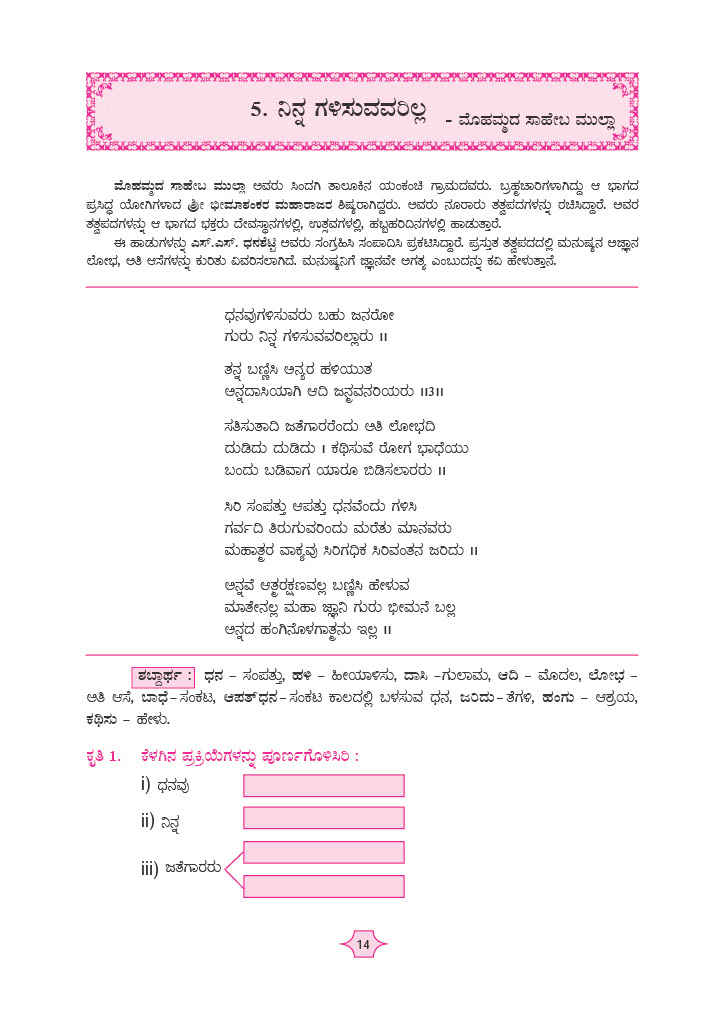 5. ನಿನ್ನ ಗಳಿಸುವವರಿಲ್ಲ - ಮೊಹಮ್ಮದ ಸಾಹೇಬ ಮುಲ್ಲಾ
ಮೊಹಮ್ಮದ ಸಾಹೇಬ ಮುಲ್ಲಾ ಅವರು ಸಿಂದಗಿ ತಾಲೂಕಿನ ಯಂಕಂಚಿ ಗ್ರಾಮದವರು. ಬ್ರಹ್ಮಚಾರಿಗಳಾಗಿದ್ದು ಆ ಭಾಗದ
ಪ್ರಸಿದ್ಧ ಯೋಗಿಗಳಾದ ಶ್ರೀ ಭೀಮಾಶಂಕರ ಮಹಾರಾಜರ ಶಿಷ್ಯರಾಗಿದ್ದರು. ಅವರು ನೂರಾರು ತತ್ವಪದಗಳನ್ನು ರಚಿಸಿದ್ದಾರೆ. ಅವರ
ತತ್ವಪದಗಳನ್ನು ಆ ಭಾಗದ ಭಕ್ತರು ದೇವಸ್ಥಾನಗಳಲ್ಲಿ, ಉತ್ಸವಗಳಲ್ಲಿ, ಹಬ್ಬಹರಿದಿನಗಳಲ್ಲಿ ಹಾಡುತ್ತಾರೆ.
ಈ ಹಾಡುಗಳನ್ನು ಎಸ್.ಎಸ್. ಧನಶೆಟ್ಟಿ ಅವರು ಸಂಗ್ರಹಿಸಿ ಸಂಪಾದಿಸಿ ಪ್ರಕಟಿಸಿದ್ದಾರೆ. ಪ್ರಸ್ತುತ ತತ್ವಪದದಲ್ಲಿ ಮನುಷ್ಯನ ಅಜ್ಞಾನ
ಲೋಭ, ಅತಿ ಆಸೆಗಳನ್ನು ಕುರಿತು ವಿವರಿಸಲಾಗಿದೆ. ಮನುಷ್ಯನಿಗೆ ಜ್ಞಾನವೇ ಅಗತ್ಯ ಎಂಬುದನ್ನು ಕವಿ ಹೇಳುತ್ತಾನೆ.
ಧನವುಗಳಿಸುವರು ಬಹು ಜನರೋ
ಗುರು ನಿನ್ನ ಗಳಿಸುವವರಿಲ್ಲಾರು ॥
ತನ್ನ ಬಣ್ಣಿಸಿ ಅನ್ಯರ ಹಳಿಯುತ
ಅನ್ನದಾಸಿಯಾಗಿ ಆದಿ ಜನ್ಮವನರಿಯರು ॥3॥
ಸತಿಸುತಾದಿ ಜತೆಗಾರರೆಂದು ಅತಿ ಲೋಭದಿ
ದುಡಿದು ದುಡಿದು । ಕಥಿಸುವೆ ರೋಗ ಭಾಧೆಯು
ಬಂದು ಬಡಿವಾಗ ಯಾರೂ ಬಿಡಿಸಲಾರರು ॥
ಸಿರಿ ಸಂಪತ್ತು ಆಪತ್ತು ಧನವೆಂದು ಗಳಿಸಿ
ಗರ್ವದಿ ತಿರುಗುವರಿಂದು ಮರೆತು ಮಾನವರು
ಮಹಾತ್ಮರ ವಾಕ್ಯವು ಸಿರಿಗಧಿಕ ಸಿರಿವಂತನ ಜರಿದು ॥
ಅನ್ನವೆ ಆತ್ಮರಕ್ಷಣವಲ್ಲ ಬಣ್ಣಿಸಿ ಹೇಳುವ
ಮಾತೇನಲ್ಲ ಮಹಾ ಜ್ಞಾನಿ ಗುರು ಭೀಮನೆ ಬಲ್ಲ
ಅನ್ನದ ಹಂಗಿನೊಳಗಾತ್ಮನು ಇಲ್ಲ ॥
ಶಬ್ದಾರ್ಥ : ಧನ – ಸಂಪತ್ತು, ಹಳಿ – ಹೀಯಾಳಿಸು, ದಾಸಿ –ಗುಲಾಮ, ಆದಿ – ಮೊದಲ, ಲೋಭ –
ಅತಿ ಆಸೆ, ಬಾಧೆ–ಸಂಕಟ, ಆಪತ್‌ಧನ–ಸಂಕಟ ಕಾಲದಲ್ಲಿ ಬಳಸುವ ಧನ, ಜರಿದು–ತೆಗಳಿ, ಹಂಗು – ಆಶ್ರಯ,
ಕಥಿಸು – ಹೇಳು.
ಕೃತಿ 1. ಕೆಳಗಿನ ಪ್ರಕ್ರಿಯೆಗಳನ್ನು ಪೂರ್ಣಗೊಳಿಸಿರಿ :
i) ಧನವು
ii) ನಿನ್ನ
iii) ಜತೆಗಾರರು
14